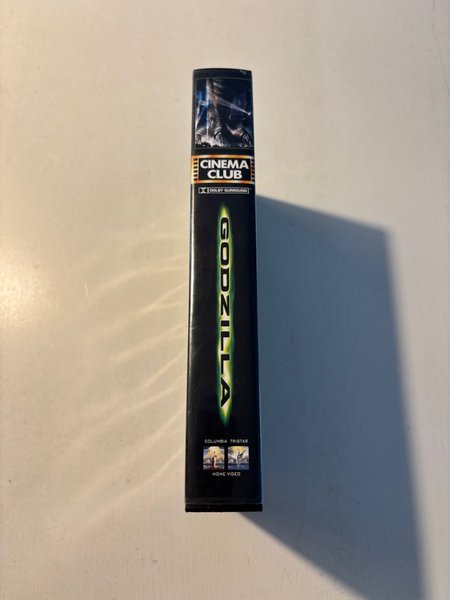 CINEMA
CLUB
DOLBY SURROUND
GODZILLA
COLUMBIA TRISTAR
HOME VIDEO